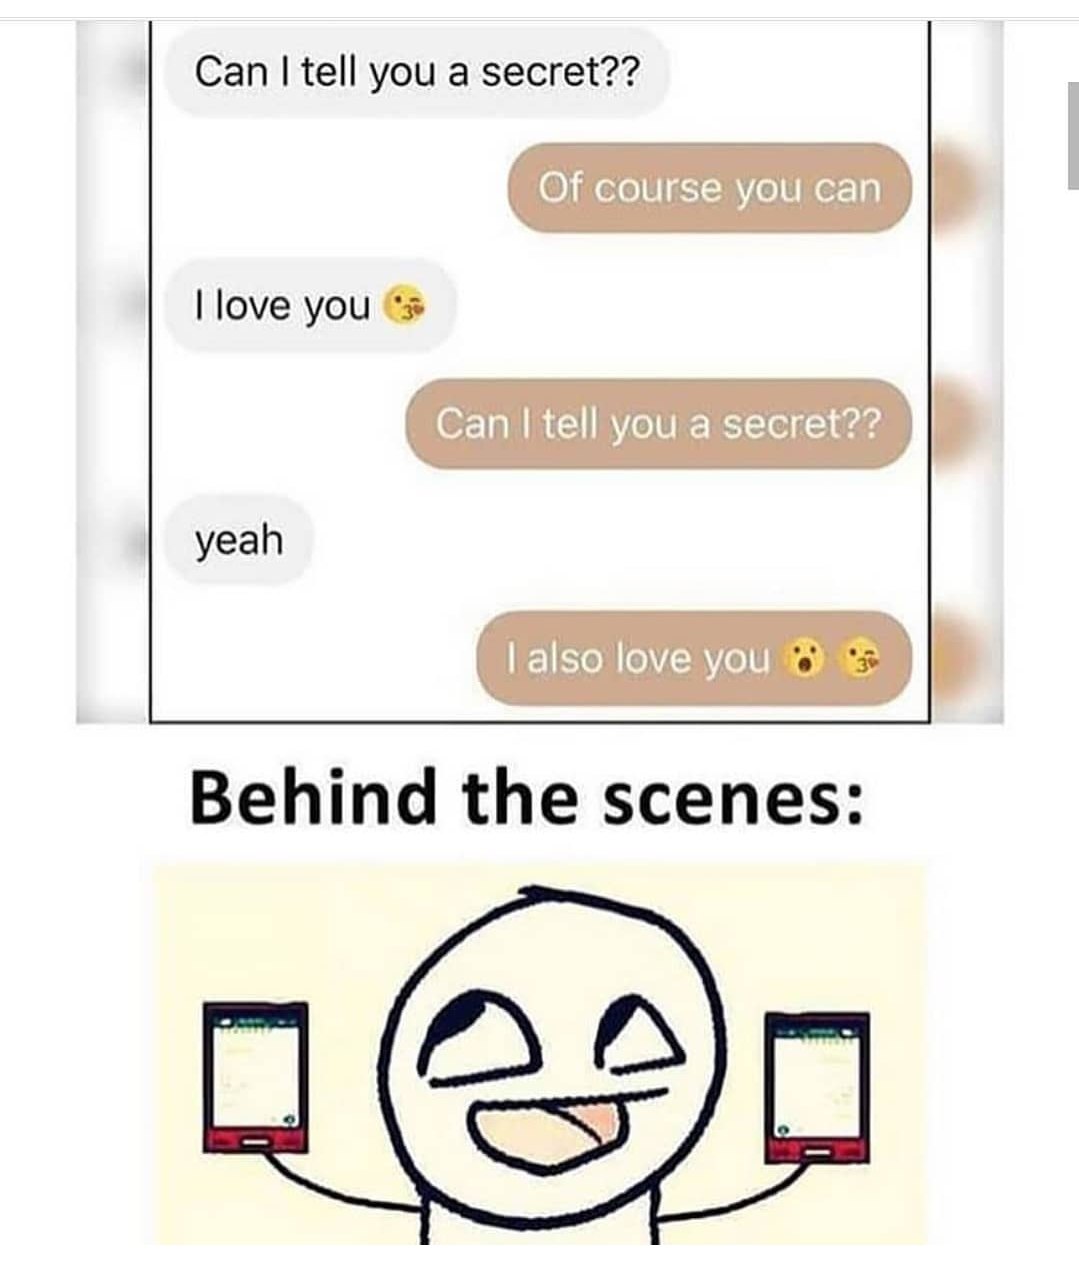 Can I tell you a secret??
Of course you can
I love you 😘
Can I tell you a secret??
yeah
I also love you 😮 😘
Behind the scenes: